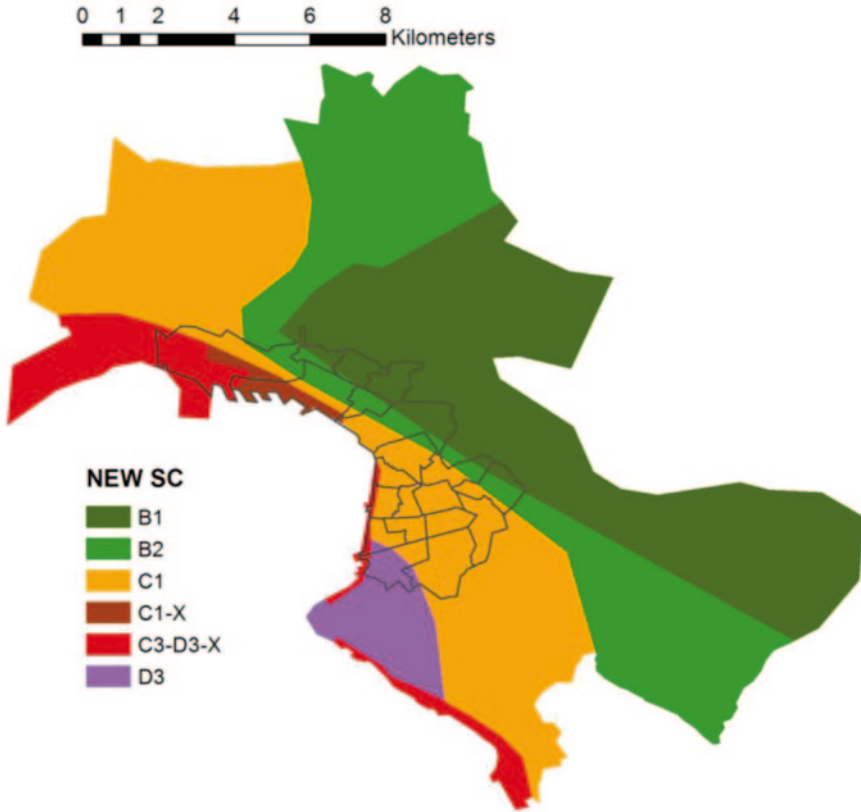 0 1 2 4 6 8
Kilometers
NEW SC
B1
B2
C1
C1-X
C3-D3-X
D3